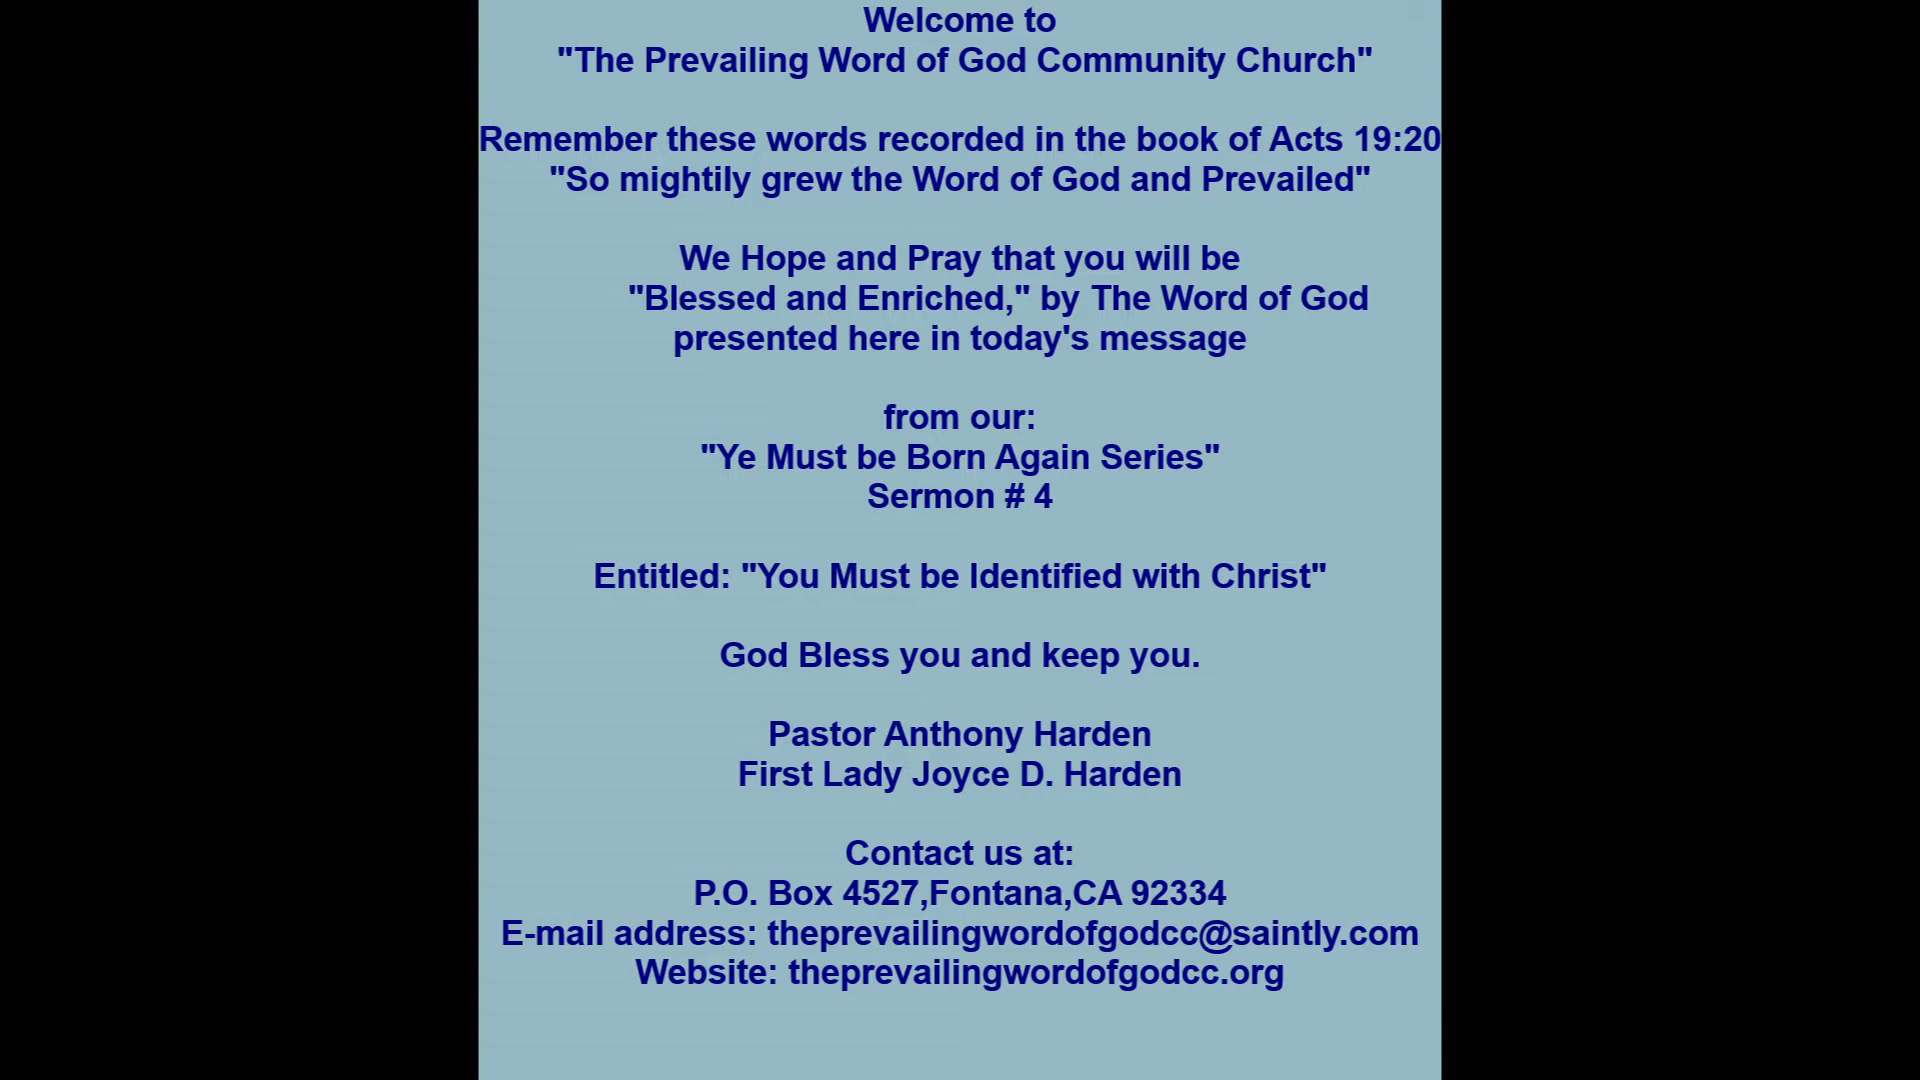 Welcome to
"The Prevailing Word of God Community Church"
Remember these words recorded in the book of Acts 19:20
"So mightily grew the Word of God and Prevailed"
We Hope and Pray that you will be
"Blessed and Enriched," by The Word of God
presented here in today's message
from our:
"Ye Must be Born Again Series"
Sermon # 4
Entitled: "You Must be Identified with Christ"
God Bless you and keep you.
Pastor Anthony Harden
First Lady Joyce D. Harden
Contact us at:
P.O. Box 4527,Fontana,CA 92334
E-mail address: theprevailingwordofgodcc@saintly.com
Website: theprevailingwordofgodcc.org